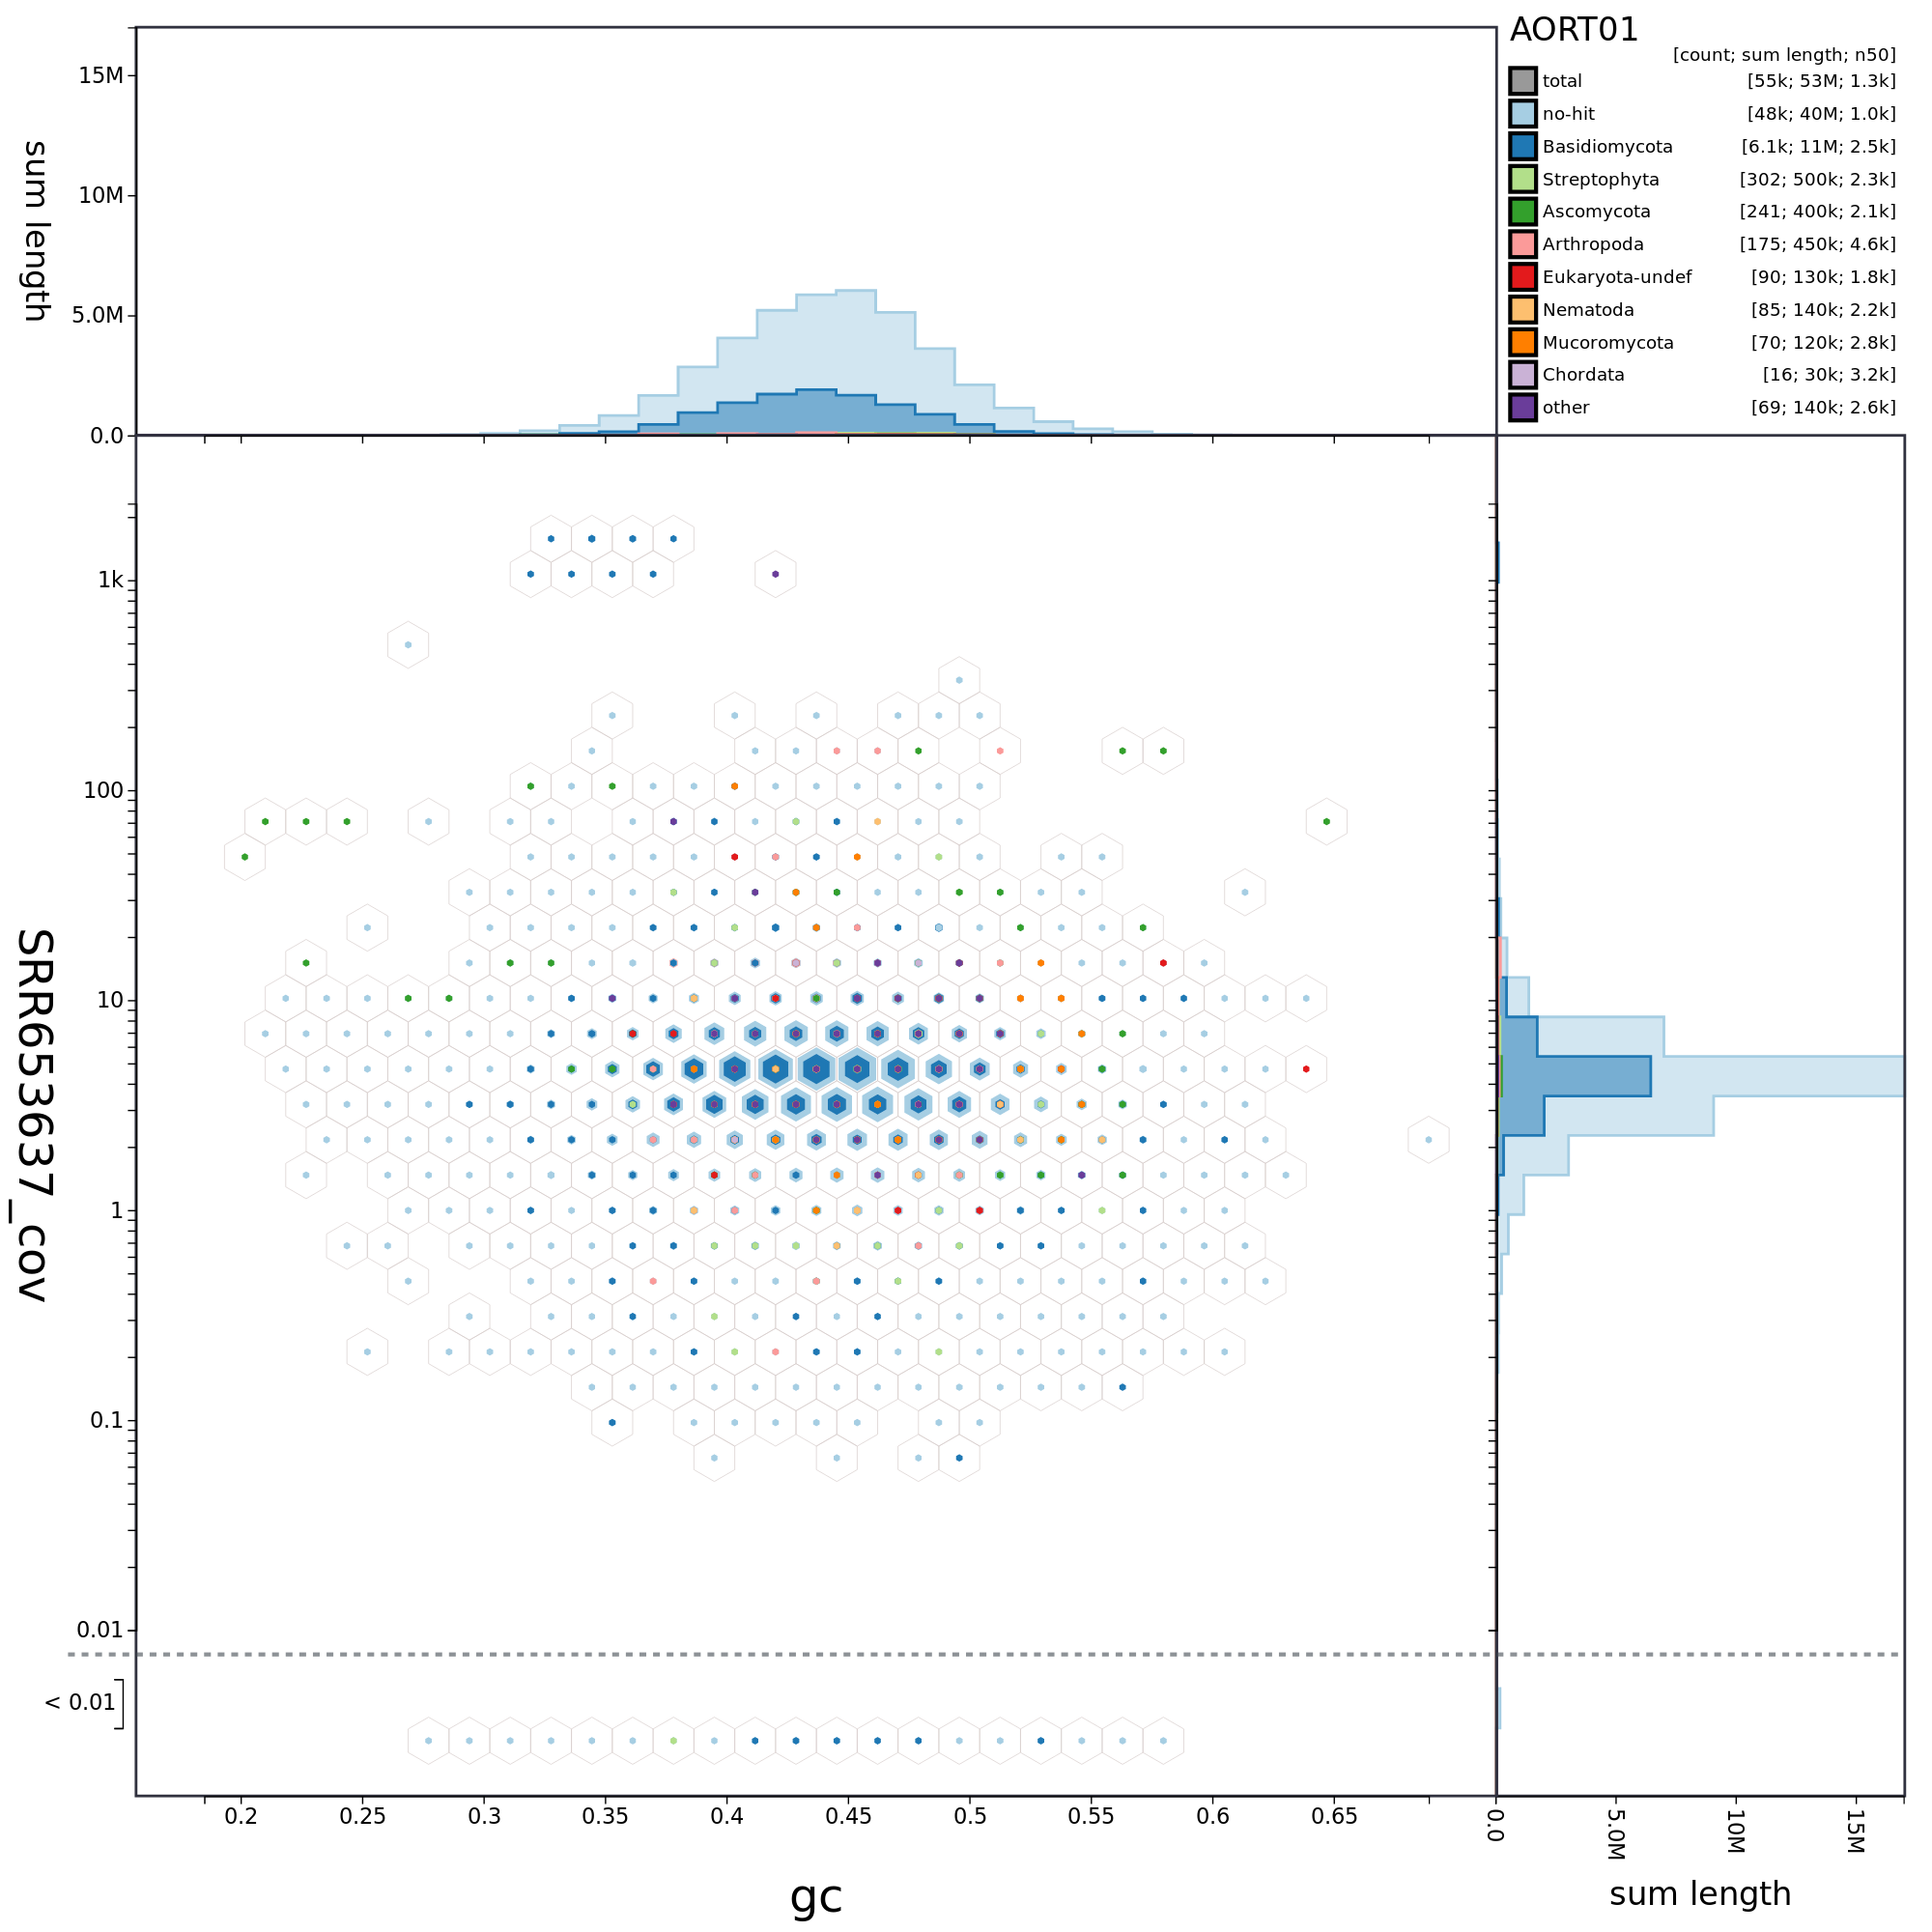 AORT01
[count; sum length; n50]
total [55k; 53M; 1.3k]
no-hit [48k; 40M; 1.0k]
Basidiomycota [6.1k; 11M; 2.5k]
Streptophyta [302; 500k; 2.3k]
Ascomycota [241; 400k; 2.1k]
Arthropoda [175; 450k; 4.6k]
Eukaryota-undef [90; 130k; 1.8k]
Nematoda [85; 140k; 2.2k]
Mucoromycota [70; 120k; 2.8k]
Chordata [16; 30k; 3.2k]
other [69; 140k; 2.6k]
sum length
15M
10M
5.0M
0.0
SRR653637_cov
1k
100
10
1
0.1
0.01
< 0.01
0.2 0.25 0.3 0.35 0.4 0.45 0.5 0.55 0.6 0.65
gc
0.0 5.0M 10M 15M
sum length